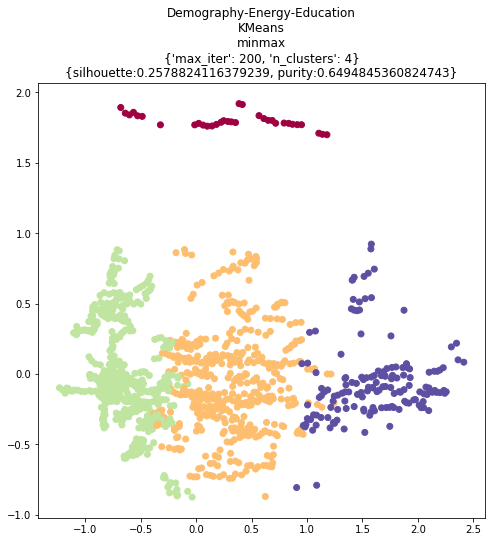 Demography-Energy-Education
KMeans
minmax
{'max_iter': 200, 'n_clusters': 4}
{silhouette:0.2578824116379239, purity:0.6494845360824743}
2.0
1.5
1.0
0.5
0.0
−0.5
−1.0
−1.0 −0.5 0.0 0.5 1.0 1.5 2.0 2.5